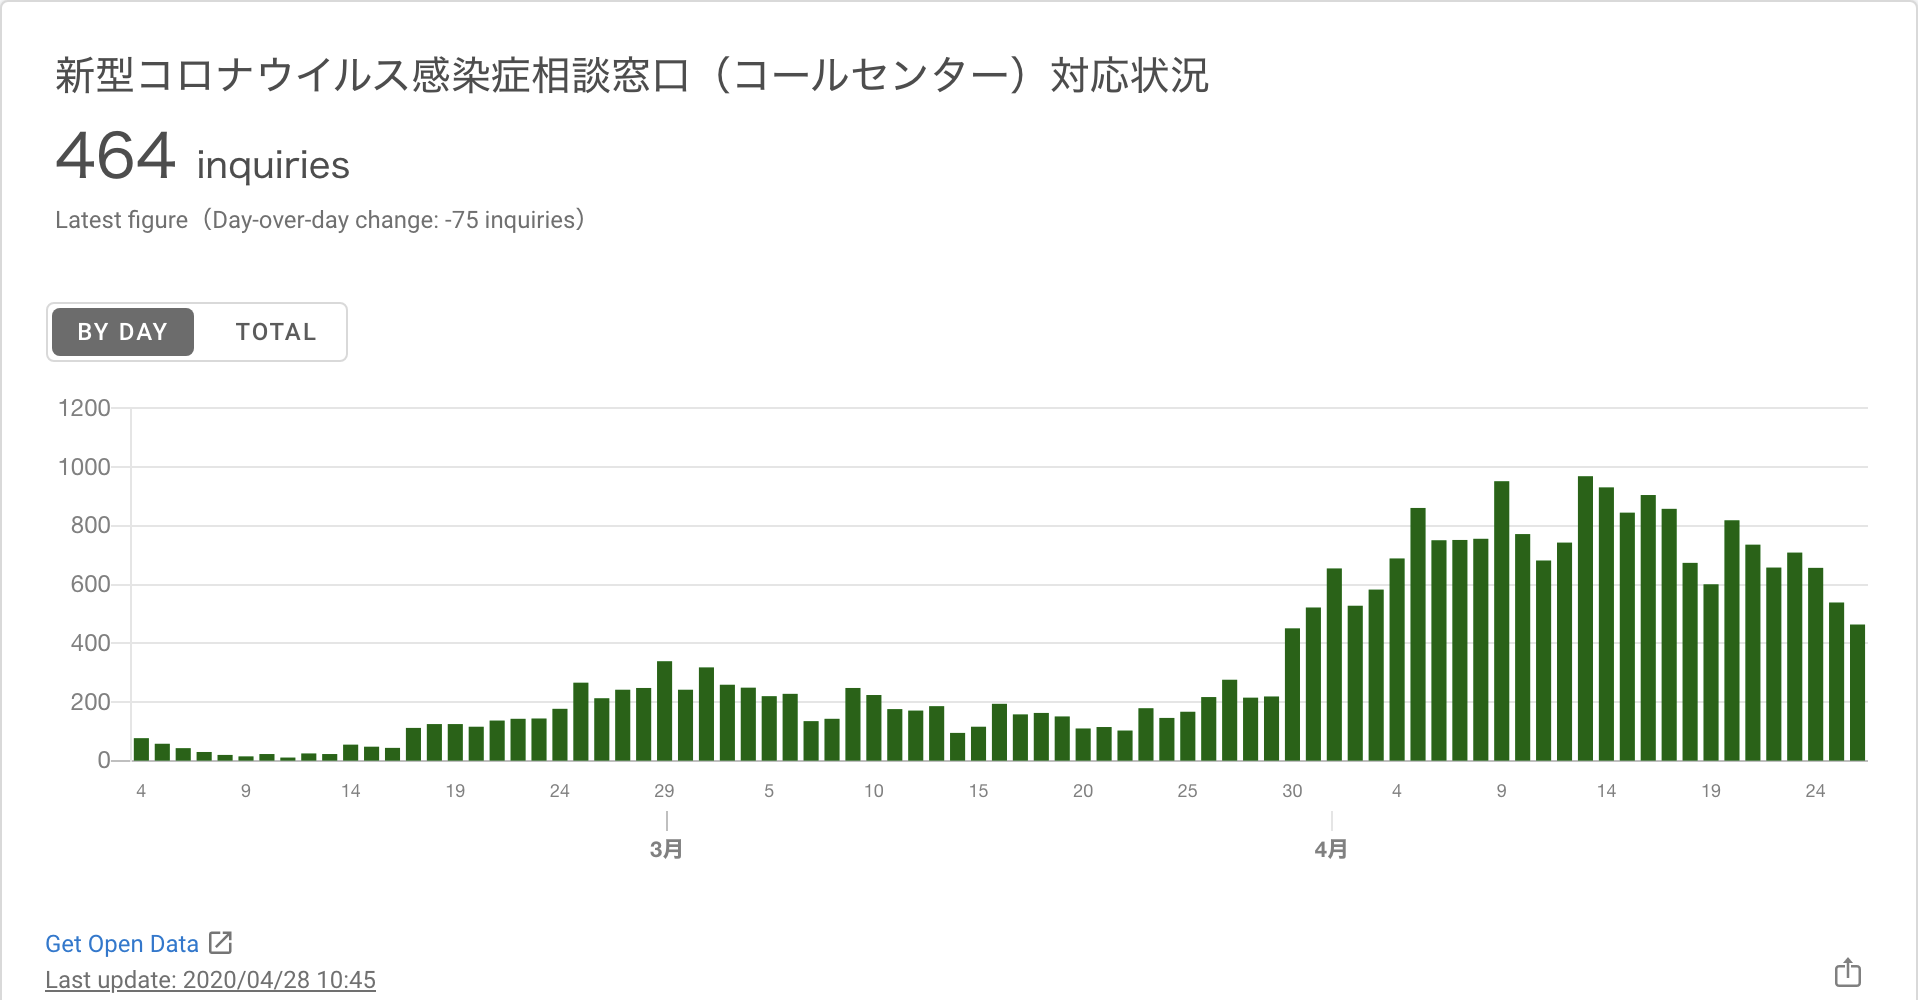 新型コロナウイルス感染症相談窓口（コールセンター）対応状況
464 inquiries
Latest figure（Day-over-day change: -75 inquiries）
BY DAY TOTAL
1200
1000
800
600
400
200
0
4 9 14 19 24 29 5 10 15 20 25 30 4 9 14 19 24
3月 4月
Get Open Data
Last update: 2020/04/28 10:45